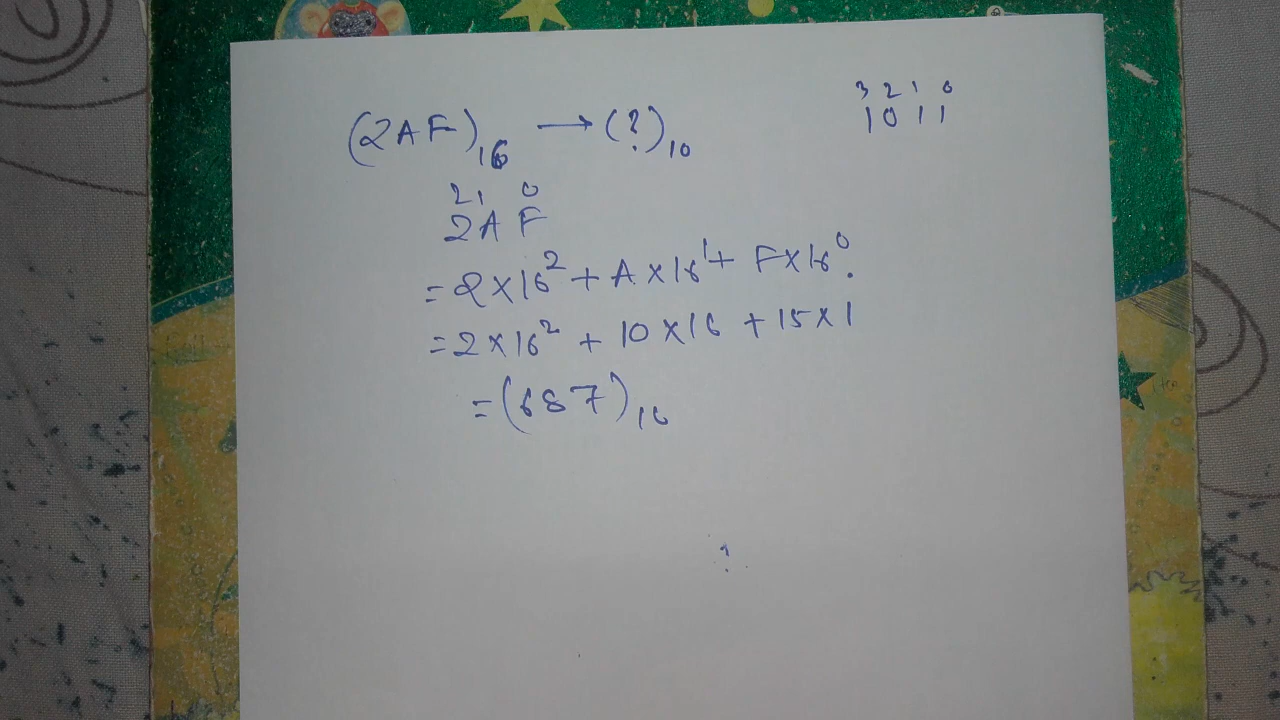 (2AF)₁₆ → (?)₁₀
3 2 1 0
1 0 1 1
2 1 0
2 A F
= 2 × 16² + A × 16¹ + F × 16⁰.
= 2 × 16² + 10 × 16 + 15 × 1
= (687)₁₆